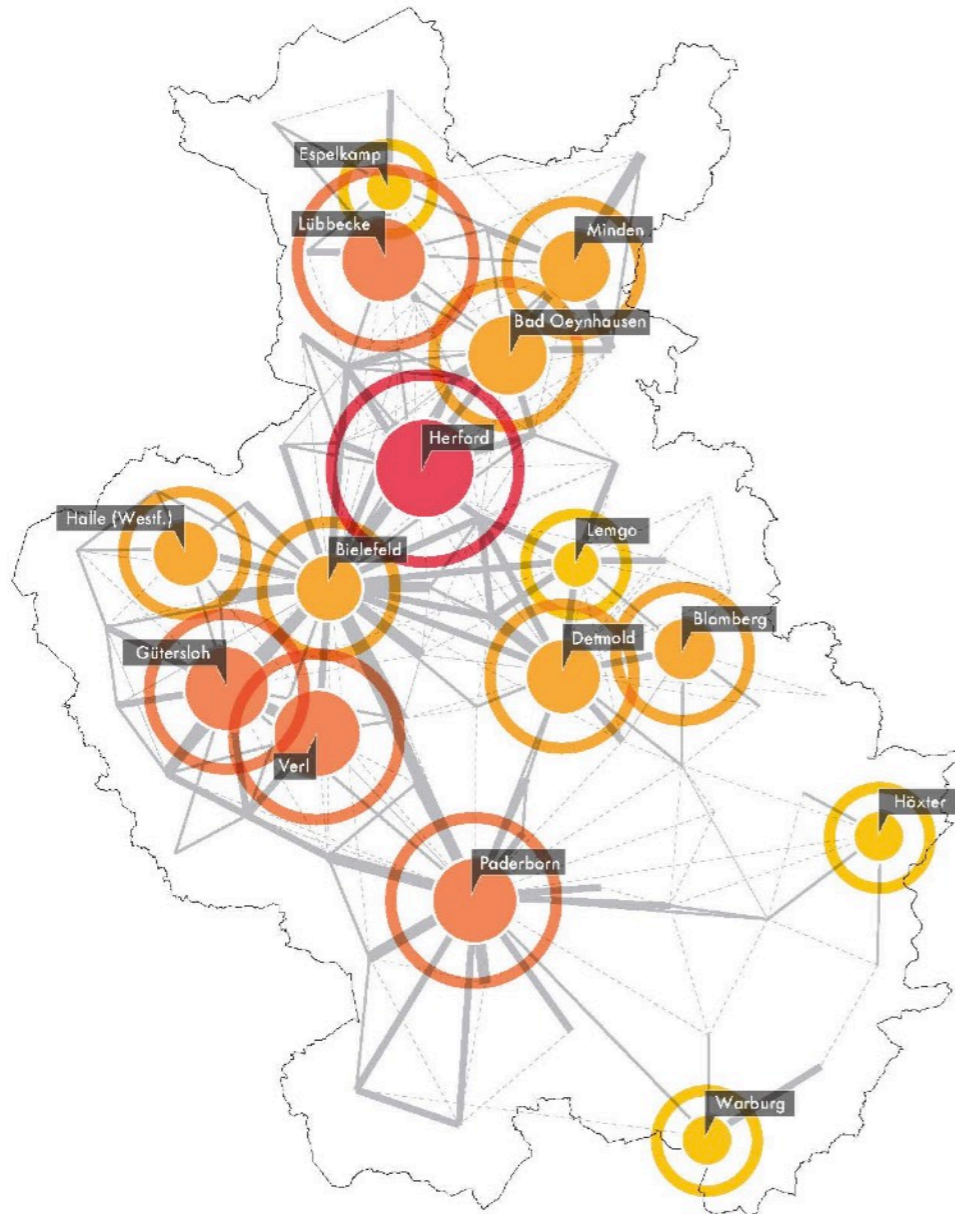 Espelkamp
Lübbecke
Minden
Bad Oeynhausen
Herford
Halle (Westf.)
Bielefeld
Lemgo
Blomberg
Detmold
Gütersloh
Verl
Höxter
Paderborn
Warburg